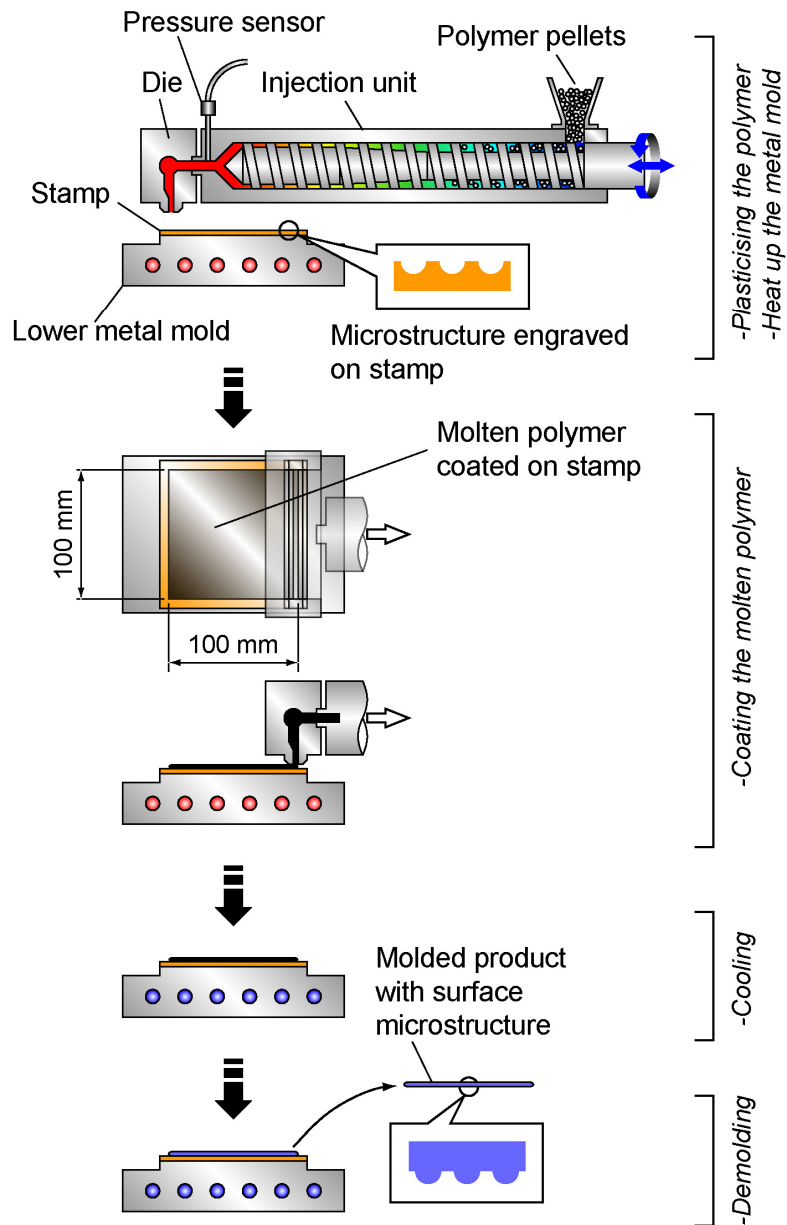 Pressure sensor
Polymer pellets
Die
Injection unit
Stamp
Lower metal mold
Microstructure engraved
on stamp
-Plasticising the polymer
-Heat up the metal mold
Molten polymer
coated on stamp
100 mm
100 mm
-Coating the molten polymer
Molded product
with surface
microstructure
-Cooling
-Demolding